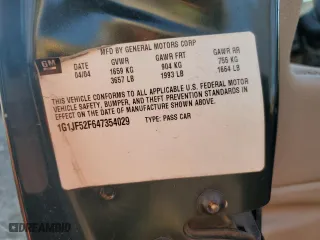 GM
MFD BY GENERAL MOTORS CORP
DATE GVWR GAWR FRT GAWR RR
04/04 1659 KG 904 KG 755 KG
3657 LB 1993 LB 1664 LB
THIS VEHICLE CONFORMS TO ALL APPLICABLE U.S. FEDERAL MOTOR
VEHICLE SAFETY, BUMPER, AND THEFT PREVENTION STANDARDS IN
EFFECT ON THE DATE OF MANUFACTURE SHOWN ABOVE.
1G1JF52F647354029 TYPE: PASS CAR